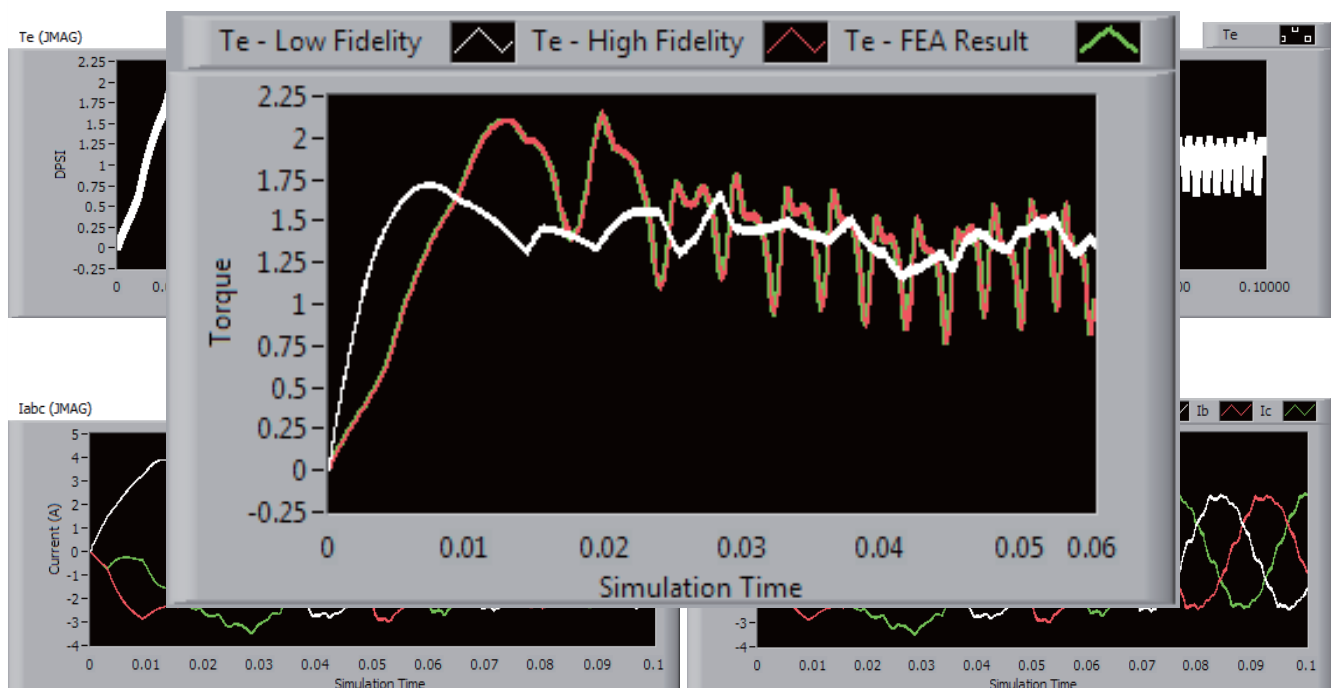 Te (JMAG)
2.25
2
1.75
1.5
1.25
1
0.75
0.5
0.25
0
-0.25
DPSI
0
Te - Low Fidelity Te - High Fidelity Te - FEA Result
2.25
2
1.75
1.5
1.25
1
0.75
0.5
0.25
0
-0.25
Torque
0 0.01 0.02 0.03 0.04 0.05 0.06
Simulation Time
Te
0.10000
Iabc (JMAG)
5
4
3
2
1
0
-1
-2
-3
-4
Current (A)
0 0.01 0.02 0.03 0.04 0.05 0.06 0.07 0.08 0.09 0.1
Simulation Time
Ib Ic
-3
-4
0 0.01 0.02 0.03 0.04 0.05 0.06 0.07 0.08 0.09 0.1
Simulation Time